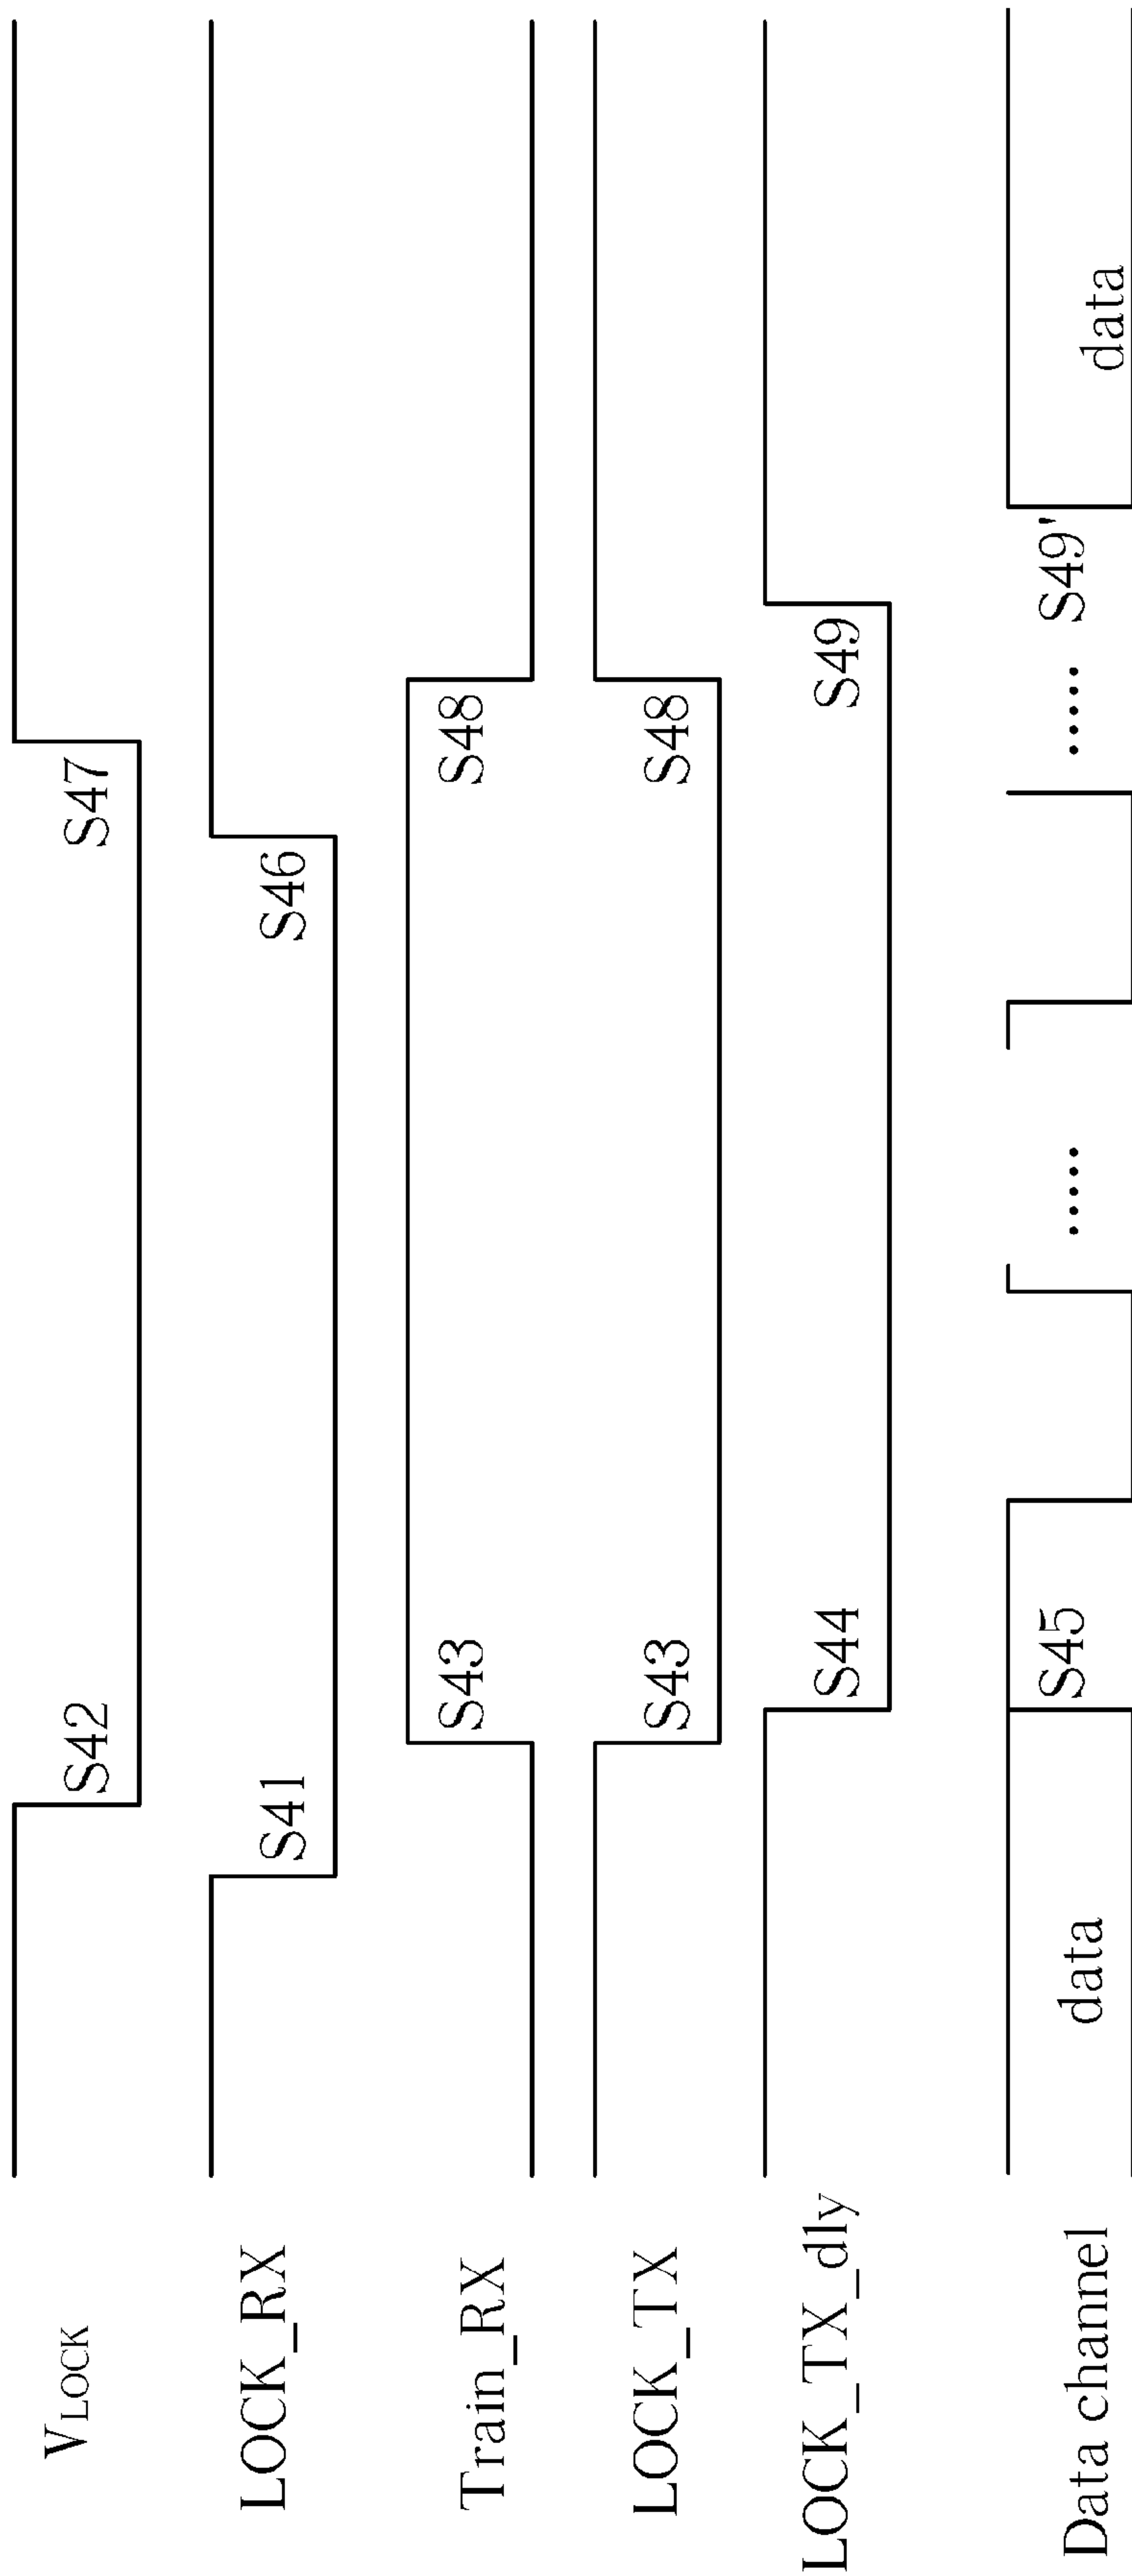 VLOCK
S42
S47
LOCK_RX
S41
S46
Train_RX
S43
S48
LOCK_TX
S43
S48
LOCK_TX_dly
S44
S49
Data channel
data
S45
.....
.....
S49'
data